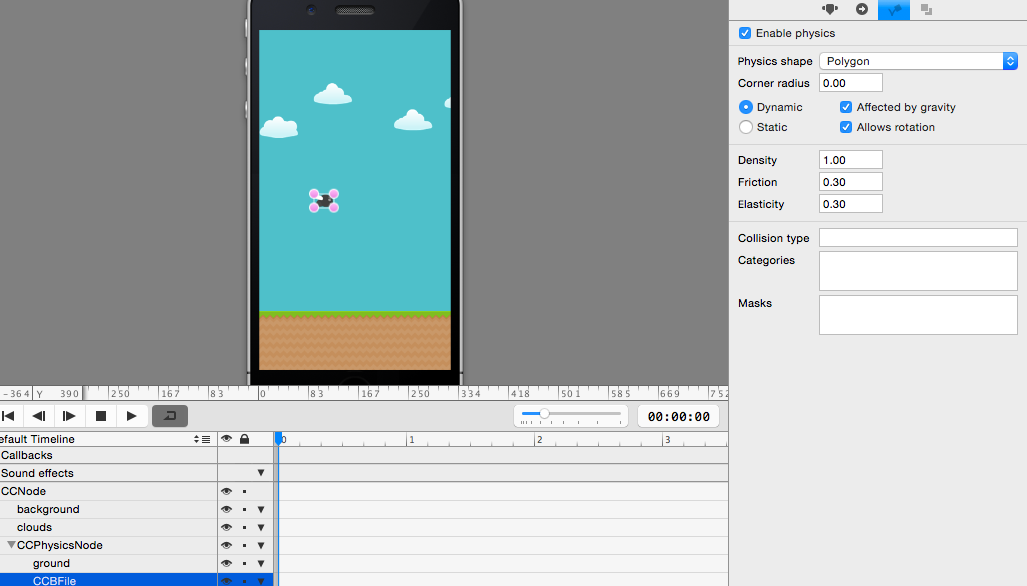 Enable physics
Physics shape Polygon
Corner radius 0.00
Dynamic Affected by gravity
Static Allows rotation
Density 1.00
Friction 0.30
Elasticity 0.30
Collision type
Categories
Masks
-364 Y 390 250 167 83 0 83 167 250 334 418 501 585 669 752
00:00:00
efault Timeline 0 1 2 3
Callbacks
Sound effects
CCNode
background
clouds
CCPhysicsNode
ground
CCBFile